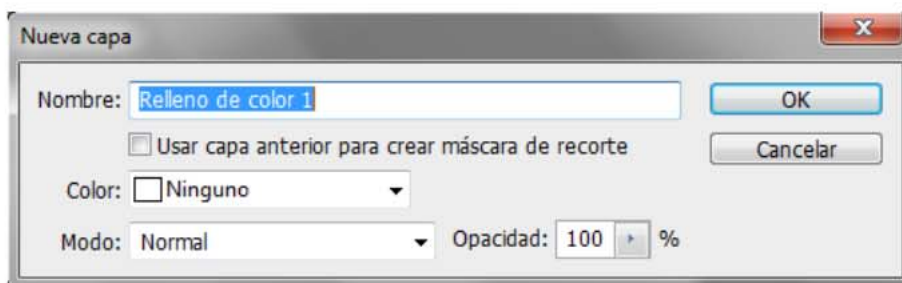 Nueva capa
Nombre: Relleno de color 1 OK
Usar capa anterior para crear máscara de recorte Cancelar
Color: Ninguno
Modo: Normal Opacidad: 100 %